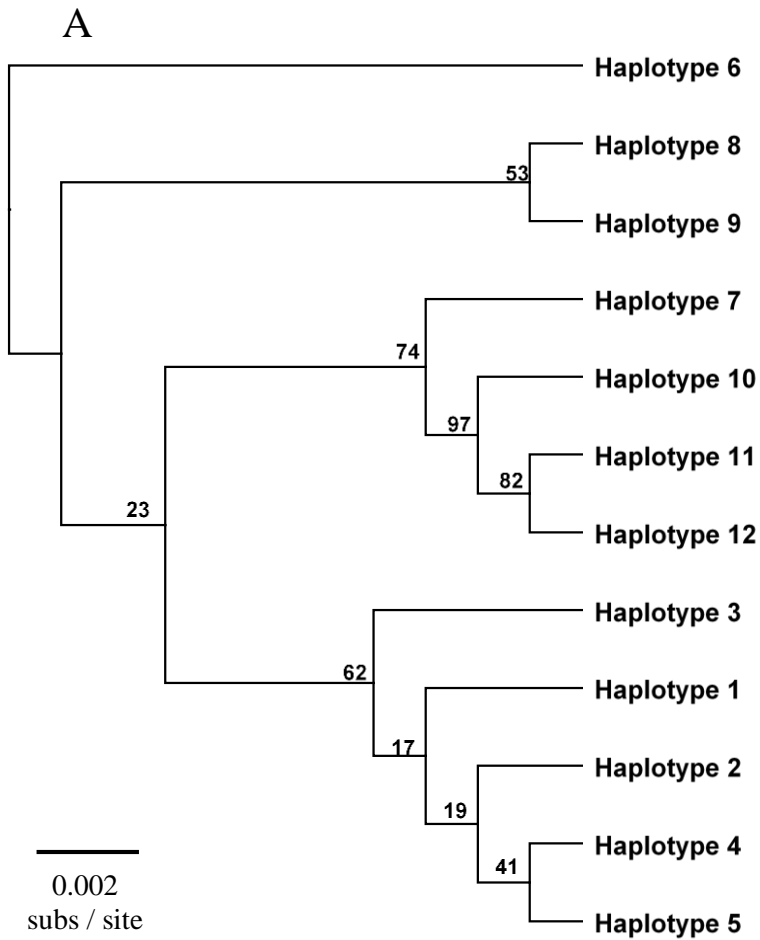 A
Haplotype 6
Haplotype 8
53
Haplotype 9
Haplotype 7
74
Haplotype 10
97
Haplotype 11
82
23
Haplotype 12
Haplotype 3
62
Haplotype 1
17
Haplotype 2
19
Haplotype 4
41
Haplotype 5
0.002
subs / site